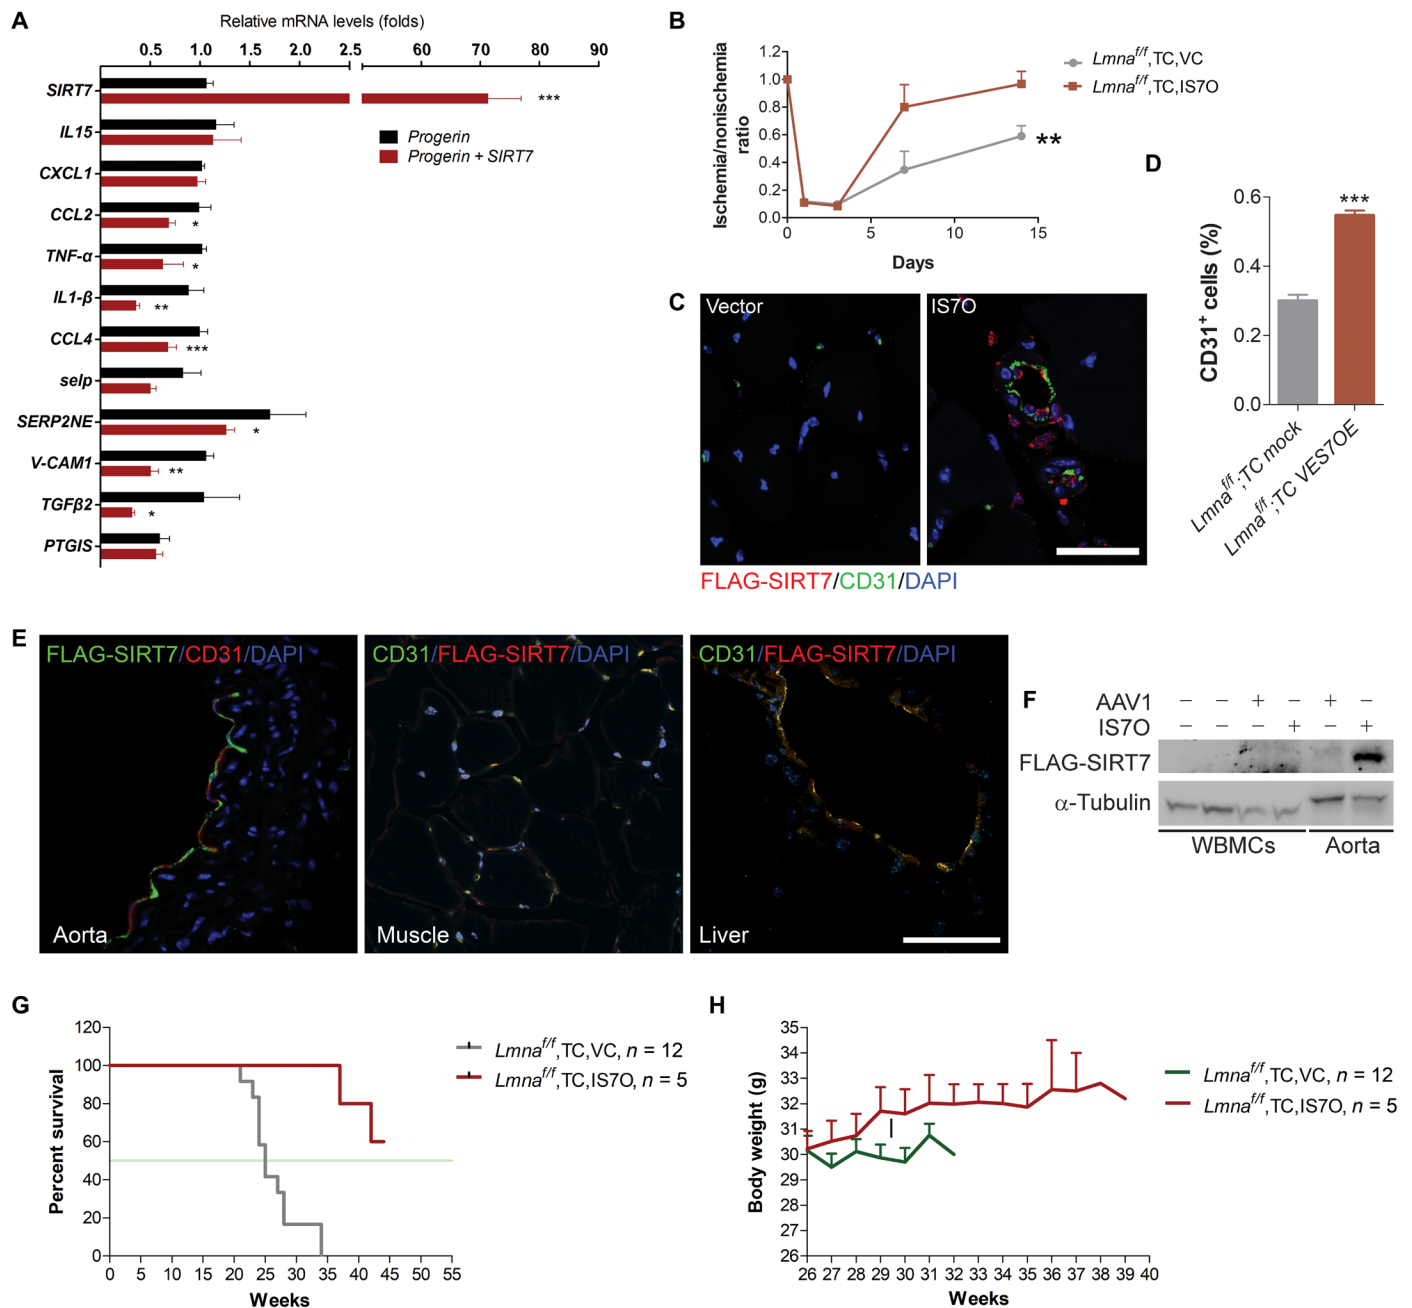 A
Relative mRNA levels (folds)
0.5 1.0 1.5 2.0 2.5 60 70 80 90
SIRT7
***
IL15
Progerin
Progerin + SIRT7
CXCL1
CCL2
*
TNF-α
*
IL1-β
**
CCL4
***
selp
SERP2NE
*
V-CAM1
**
TGFβ2
*
PTGIS
B
Ischemia/nonischemia
ratio
1.2
1.0
0.8
0.6
0.4
0.2
0.0
0 5 10 15
Days
Lmna^f/f,TC,VC
Lmna^f/f,TC,IS7O
**
C
Vector
IS7O
FLAG-SIRT7/CD31/DAPI
D
CD31+ cells (%)
0.6
0.4
0.2
0.0
***
Lmna^f/f;TC mock
Lmna^f/f;TC VES7OE
E
FLAG-SIRT7/CD31/DAPI
Aorta
CD31/FLAG-SIRT7/DAPI
Muscle
CD31/FLAG-SIRT7/DAPI
Liver
F
AAV1 − − + − + −
IS7O − − − + − +
FLAG-SIRT7
α-Tubulin
WBMCs Aorta
G
Percent survival
120
100
80
60
40
20
0
0 5 10 15 20 25 30 35 40 45 50 55
Weeks
Lmna^f/f,TC,VC, n = 12
Lmna^f/f,TC,IS7O, n = 5
H
Body weight (g)
35
34
33
32
31
30
29
28
27
26
26 27 28 29 30 31 32 33 34 35 36 37 38 39 40
Weeks
Lmna^f/f,TC,VC, n = 12
Lmna^f/f,TC,IS7O, n = 5